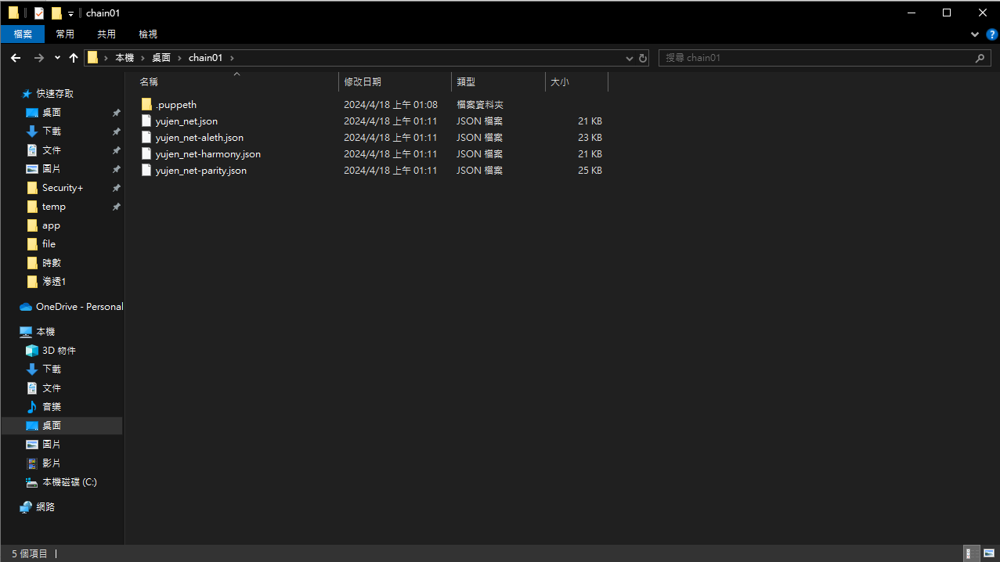 chain01
檔案 常用 共用 檢視
本機 桌面 chain01 搜尋 chain01
名稱 修改日期 類型 大小
.puppeth 2024/4/18 上午 01:08 檔案資料夾
yujen_net.json 2024/4/18 上午 01:11 JSON 檔案 21 KB
yujen_net-aleth.json 2024/4/18 上午 01:11 JSON 檔案 23 KB
yujen_net-harmony.json 2024/4/18 上午 01:11 JSON 檔案 21 KB
yujen_net-parity.json 2024/4/18 上午 01:11 JSON 檔案 25 KB
快速存取
桌面
下載
文件
圖片
Security+
temp
app
file
時數
滲透1
OneDrive - Personal
本機
3D 物件
下載
文件
音樂
桌面
圖片
影片
本機磁碟 (C:)
網路
5 個項目